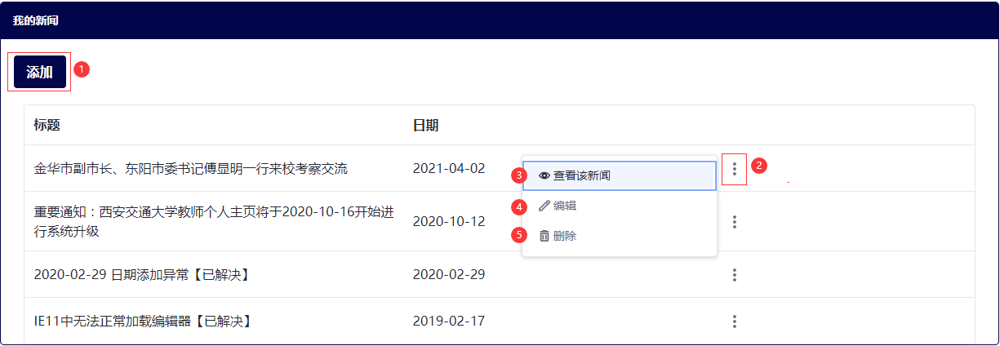 我的新闻
添加 1
标题 日期
金华市副市长、东阳市委书记傅显明一行来校考察交流 2021-04-02 2
3 查看该新闻
4 编辑
重要通知：西安交通大学教师个人主页将于2020-10-16开始进
行系统升级 2020-10-12
5 删除
2020-02-29 日期添加异常【已解决】 2020-02-29
IE11中无法正常加载编辑器【已解决】 2019-02-17